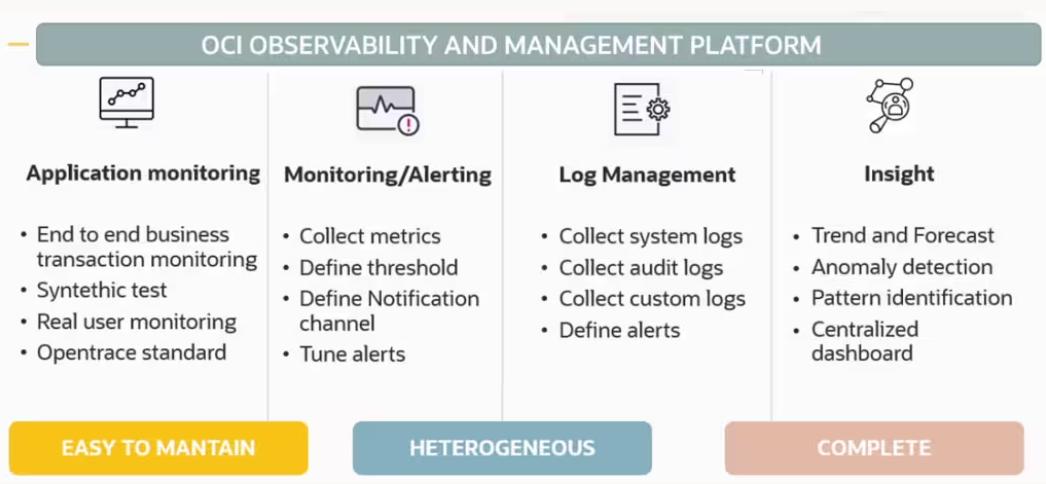 OCI OBSERVABILITY AND MANAGEMENT PLATFORM
Application monitoring
• End to end business
transaction monitoring
• Syntethic test
• Real user monitoring
• Opentrace standard
Monitoring/Alerting
• Collect metrics
• Define threshold
• Define Notification
channel
• Tune alerts
Log Management
• Collect system logs
• Collect audit logs
• Collect custom logs
• Define alerts
Insight
• Trend and Forecast
• Anomaly detection
• Pattern identification
• Centralized
dashboard
EASY TO MANTAIN
HETEROGENEOUS
COMPLETE